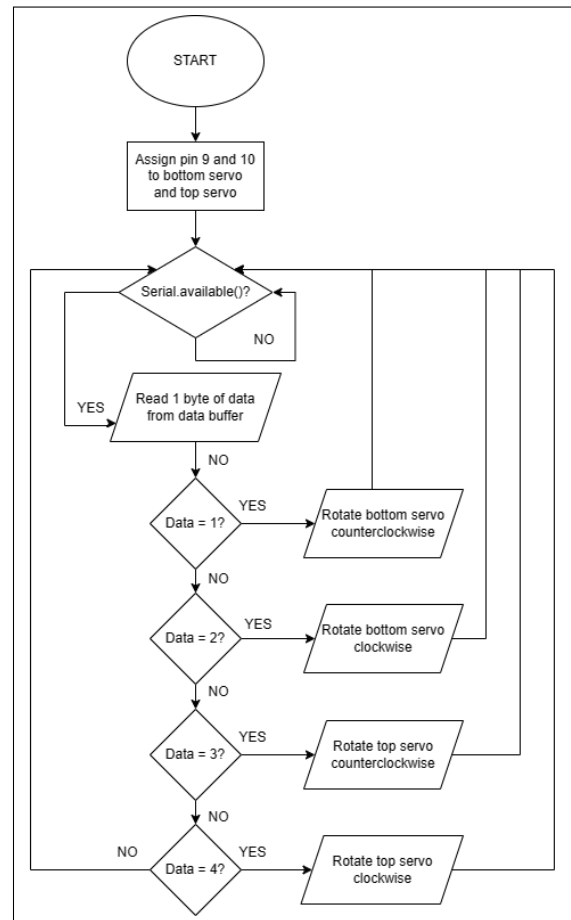 START
Assign pin 9 and 10
to bottom servo
and top servo
Serial.available()?
NO
YES
Read 1 byte of data
from data buffer
NO
Data = 1?
YES
Rotate bottom servo
counterclockwise
NO
Data = 2?
YES
Rotate bottom servo
clockwise
NO
Data = 3?
YES
Rotate top servo
counterclockwise
NO
NO
Data = 4?
YES
Rotate top servo
clockwise